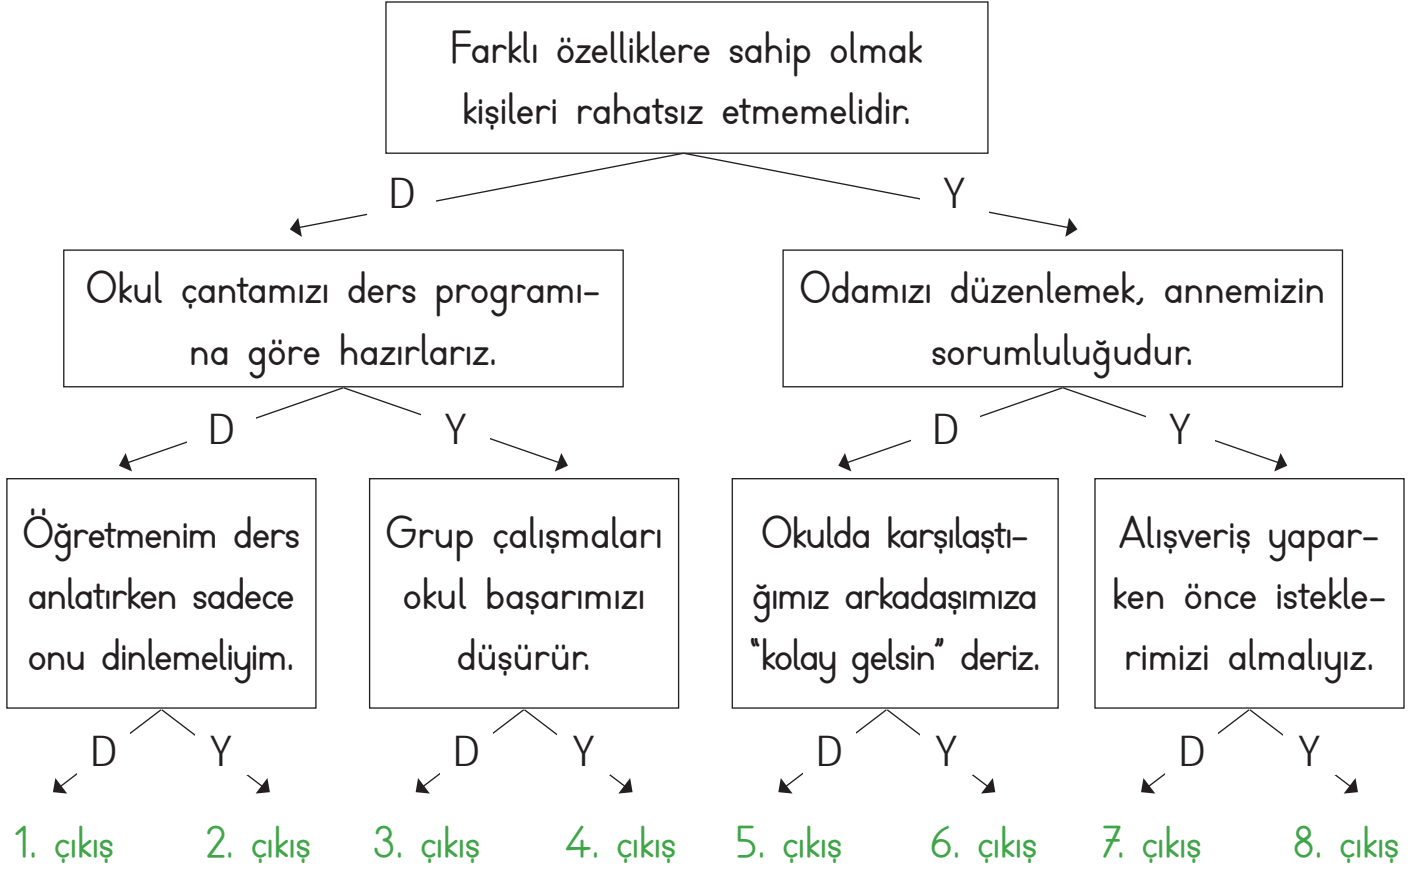 Farklı özelliklere sahip olmak
kişileri rahatsız etmemelidir.
D
Y
Okul çantamızı ders programı-
na göre hazırlarız.
Odamızı düzenlemek, annemizin
sorumluluğudur.
D
Y
D
Y
Öğretmenim ders
anlatırken sadece
onu dinlemeliyim.
Grup çalışmaları
okul başarımızı
düşürür.
Okulda karşılaştı-
ğımız arkadaşımıza
“kolay gelsin” deriz.
Alışveriş yapar-
ken önce istekle-
rimizi almalıyız.
D
Y
D
Y
D
Y
D
Y
1. çıkış
2. çıkış
3. çıkış
4. çıkış
5. çıkış
6. çıkış
7. çıkış
8. çıkış